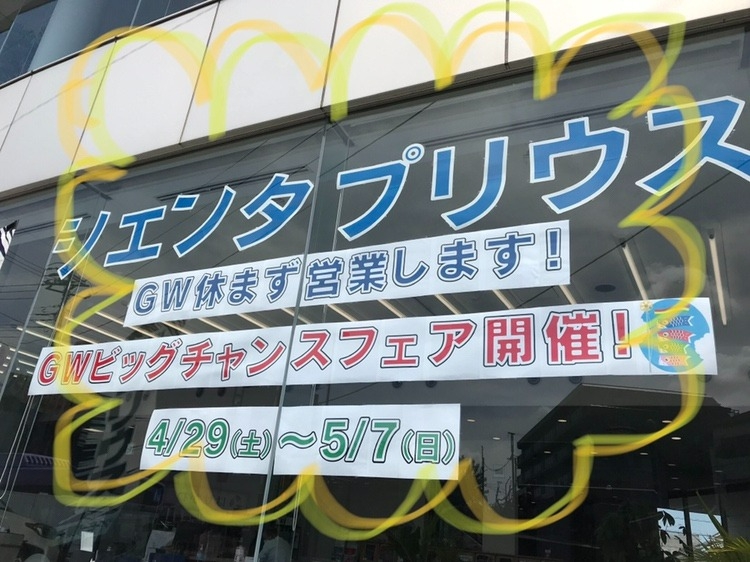 シエンタ プリウス
GW休まず営業します!
GWビッグチャンスフェア開催!
4/29(土)～5/7(日)